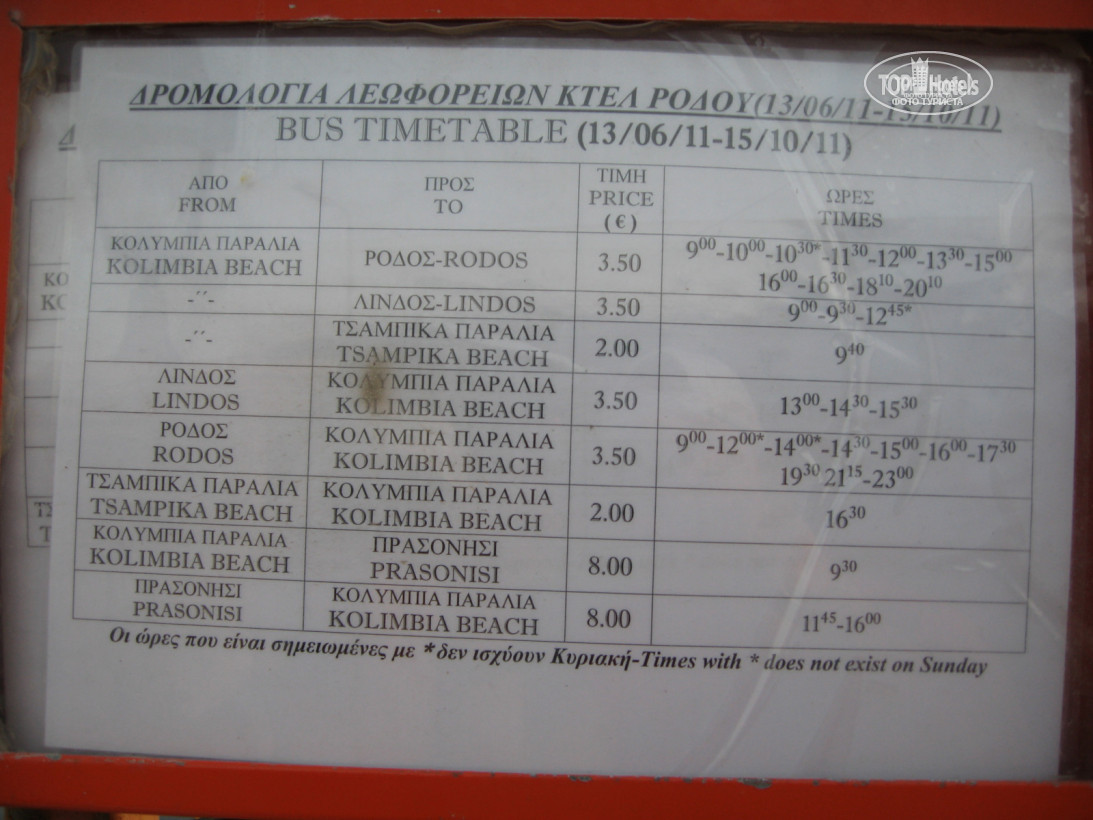 TOP Hotels
ФОТО ТУРИСТА
ΔΡΟΜΟΛΟΓΙΑ ΛΕΩΦΟΡΕΙΩΝ ΚΤΕΛ ΡΟΔΟΥ(13/06/11-15/10/11)
BUS TIMETABLE (13/06/11-15/10/11)
ΑΠΟ ΠΡΟΣ ΤΙΜΗ ΩΡΕΣ
FROM TO PRICE TIMES
(€)
ΚΟΛΥΜΠΙΑ ΠΑΡΑΛΙΑ ΡΟΔΟΣ-RODOS 3.50 9⁰⁰-10⁰⁰-10³⁰*-11³⁰-12⁰⁰-13³⁰-15⁰⁰
KOLIMBIA BEACH 16⁰⁰-16³⁰-18¹⁰-20¹⁰
-´´- ΛΙΝΔΟΣ-LINDOS 3.50 9⁰⁰-9³⁰-12⁴⁵*
-´´- ΤΣΑΜΠΙΚΑ ΠΑΡΑΛΙΑ 2.00 9⁴⁰
TSAMPIKA BEACH
ΛΙΝΔΟΣ ΚΟΛΥΜΠΙΑ ΠΑΡΑΛΙΑ 3.50 13⁰⁰-14³⁰-15³⁰
LINDOS KOLIMBIA BEACH
ΡΟΔΟΣ ΚΟΛΥΜΠΙΑ ΠΑΡΑΛΙΑ 3.50 9⁰⁰-12⁰⁰*-14⁰⁰*-14³⁰-15⁰⁰-16⁰⁰-17³⁰
RODOS KOLIMBIA BEACH 19³⁰ 21¹⁵-23⁰⁰
ΤΣΑΜΠΙΚΑ ΠΑΡΑΛΙΑ ΚΟΛΥΜΠΙΑ ΠΑΡΑΛΙΑ 2.00 16³⁰
TSAMPIKA BEACH KOLIMBIA BEACH
ΚΟΛΥΜΠΙΑ ΠΑΡΑΛΙΑ ΠΡΑΣΟΝΗΣΙ 8.00 9³⁰
KOLIMBIA BEACH PRASONISI
ΠΡΑΣΟΝΗΣΙ ΚΟΛΥΜΠΙΑ ΠΑΡΑΛΙΑ 8.00 11⁴⁵-16⁰⁰
PRASONISI KOLIMBIA BEACH
Οι ώρες που είναι σημειωμένες με *δεν ισχύουν Κυριακή-Times with * does not exist on Sunday